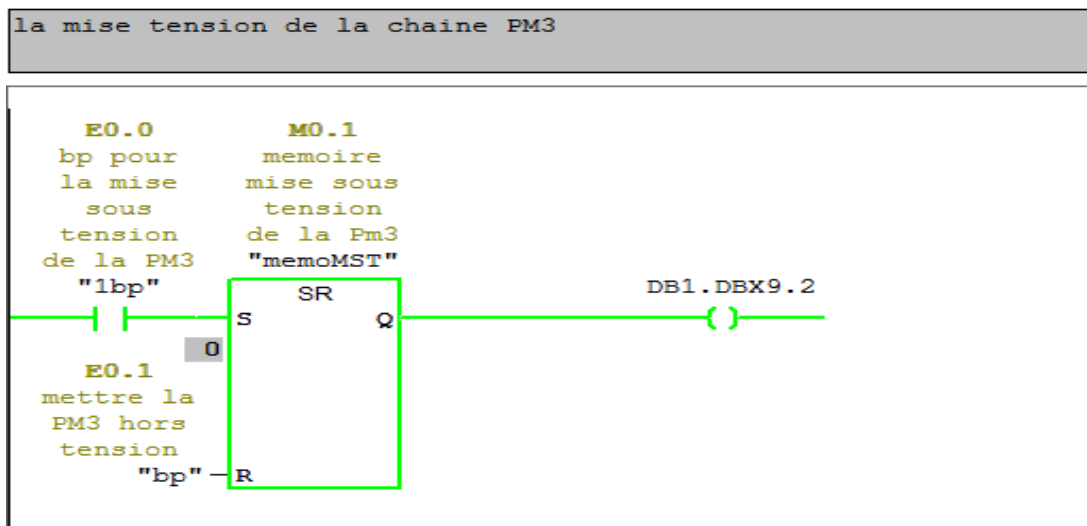 la mise tension de la chaine PM3
E0.0
bp pour
la mise
sous
tension
de la PM3
"1bp"
M0.1
memoire
mise sous
tension
de la Pm3
"memoMST"
SR
S
Q
DB1.DBX9.2
0
E0.1
mettre la
PM3 hors
tension
"bp"
R